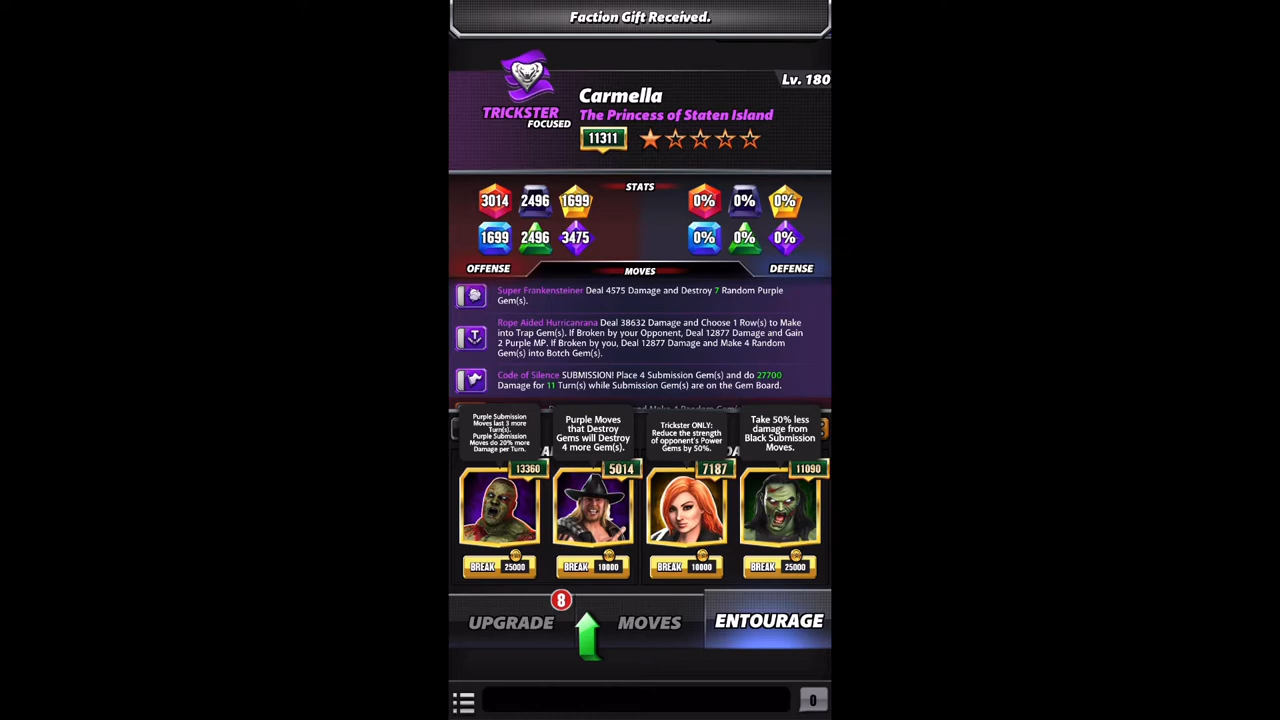 Faction Gift Received.
Lv. 180
Carmella
TRICKSTER
The Princess of Staten Island
FOCUSED
11311
STATS
3014 2496 1699
0% 0% 0%
1699 2496 3475
0% 0% 0%
OFFENSE
MOVES
DEFENSE
Super Frankensteiner Deal 4575 Damage and Destroy 7 Random Purple
Gem(s).
Rope Aided Hurricanrana Deal 38632 Damage and Choose 1 Row(s) to Make
into Trap Gem(s). If Broken by your Opponent, Deal 12877 Damage and Gain
2 Purple MP. If Broken by you, Deal 12877 Damage and Make 4 Random
Gem(s) into Botch Gem(s).
Code of Silence SUBMISSION! Place 4 Submission Gem(s) and do 27700
Damage for 11 Turn(s) while Submission Gem(s) are on the Gem Board.
Purple Submission
Moves last 3 more
Turn(s).
Purple Submission
Moves do 20% more
Damage per Turn.
Purple Moves
that Destroy
Gems will Destroy
4 more Gem(s).
Trickster ONLY:
Reduce the strength
of opponent's Power
Gems by 50%.
Take 50% less
damage from
Black Submission
Moves.
13360
5014
7187
11090
BREAK 25000
BREAK 10000
BREAK 10000
BREAK 25000
8
UPGRADE
MOVES
ENTOURAGE
0